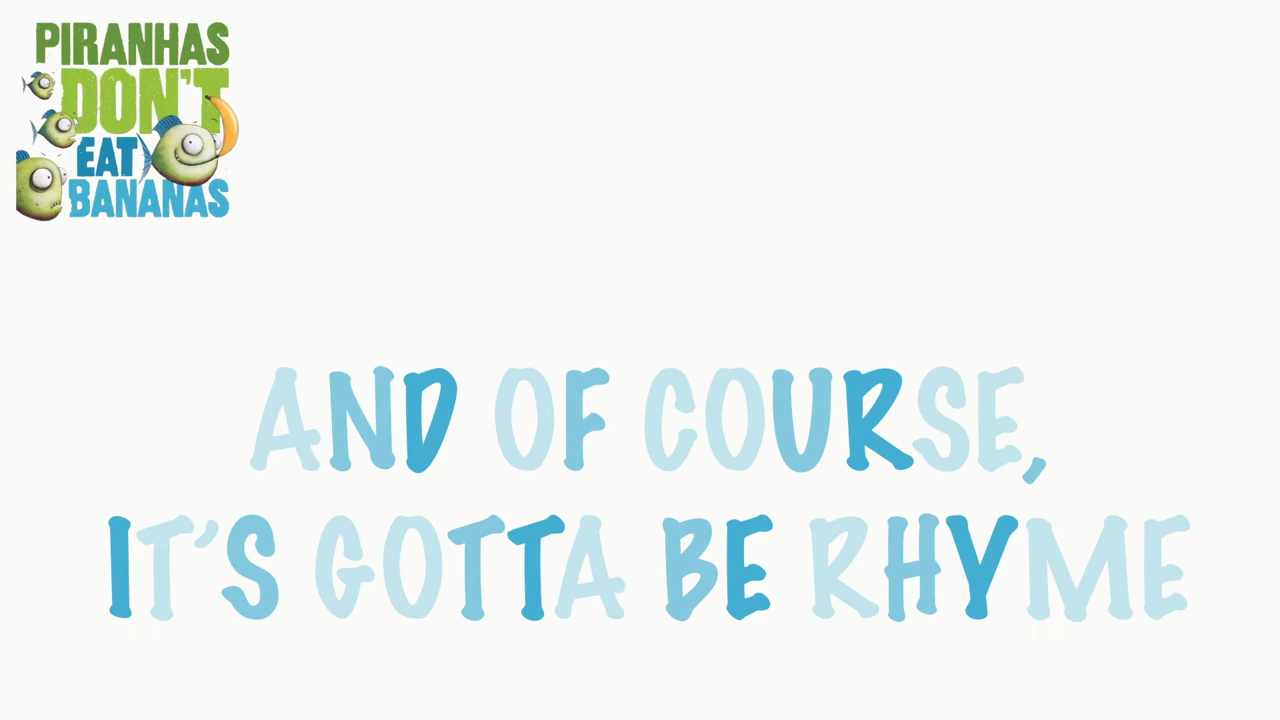 PIRANHAS
DON'T
EAT
BANANAS
AND OF COURSE,
IT'S GOTTA BE RHYME